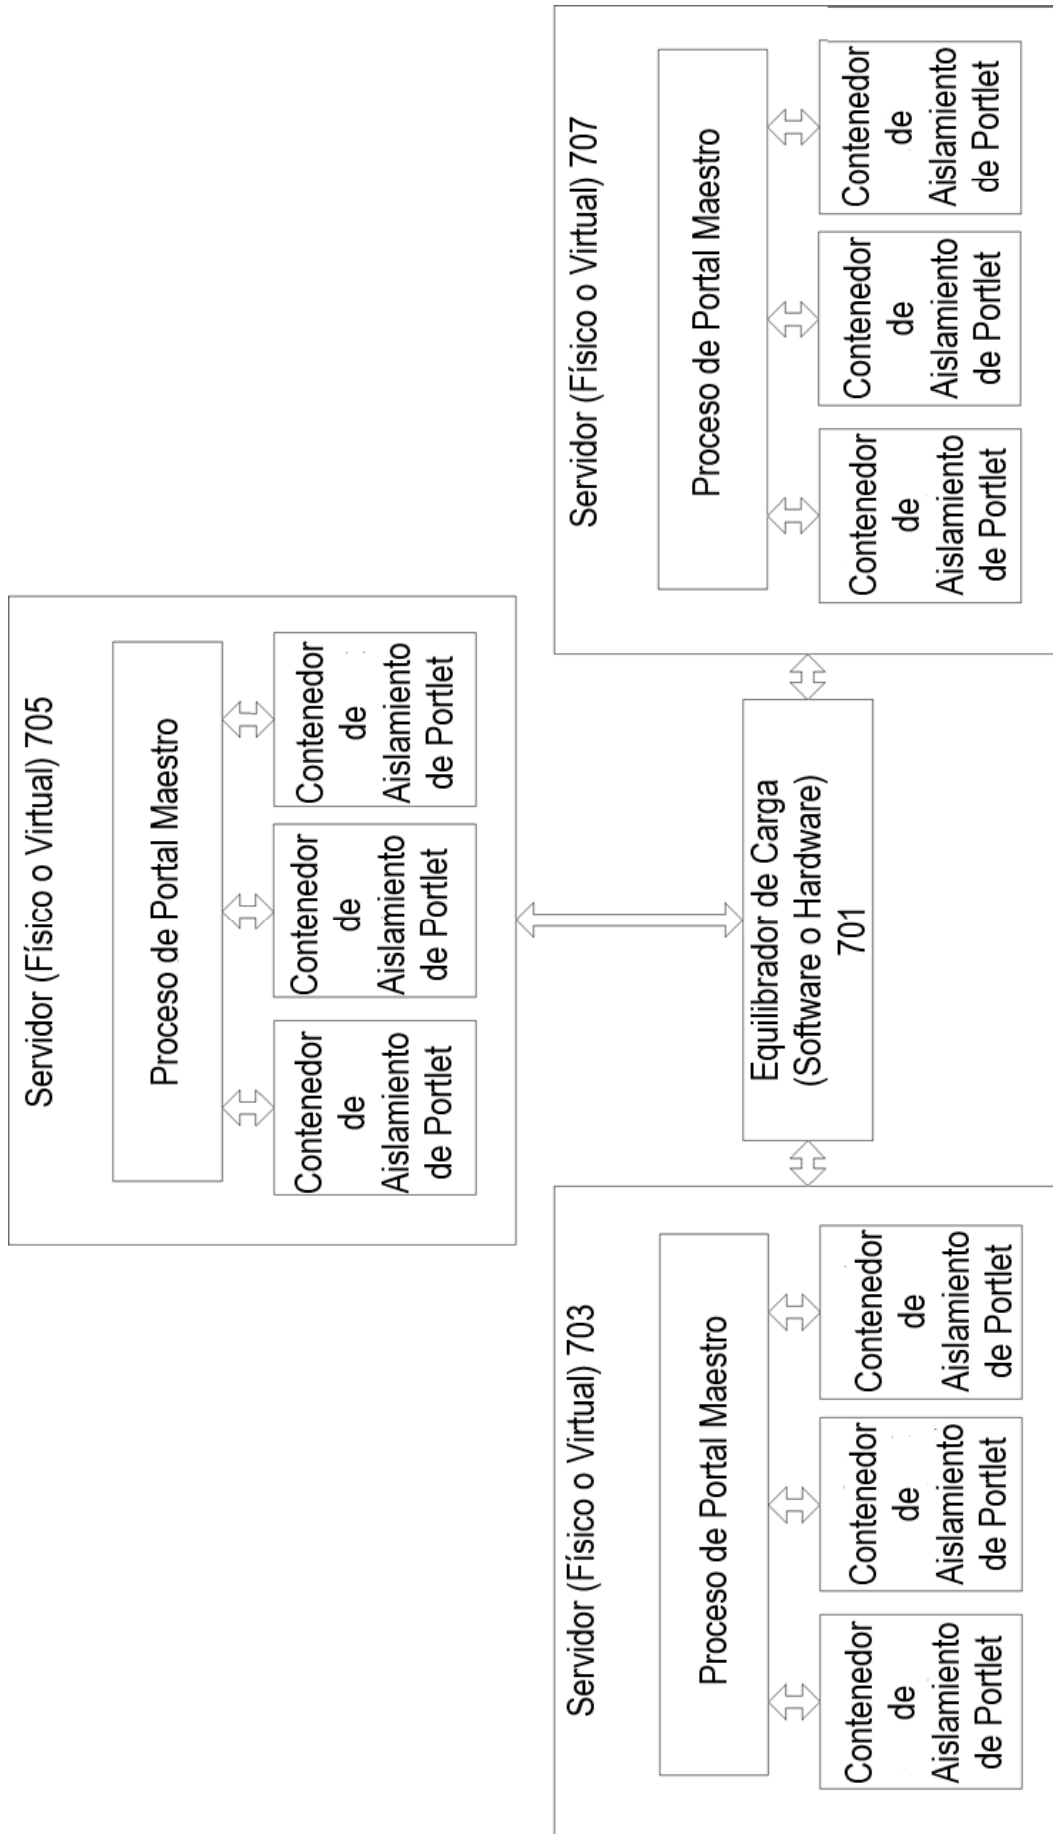 Servidor (Físico o Virtual) 705
Proceso de Portal Maestro
Contenedor
de
Aislamiento
de Portlet
Contenedor
de
Aislamiento
de Portlet
Contenedor
de
Aislamiento
de Portlet
Servidor (Físico o Virtual) 703
Proceso de Portal Maestro
Contenedor
de
Aislamiento
de Portlet
Contenedor
de
Aislamiento
de Portlet
Contenedor
de
Aislamiento
de Portlet
Equilibrador de Carga
(Software o Hardware)
701
Servidor (Físico o Virtual) 707
Proceso de Portal Maestro
Contenedor
de
Aislamiento
de Portlet
Contenedor
de
Aislamiento
de Portlet
Contenedor
de
Aislamiento
de Portlet